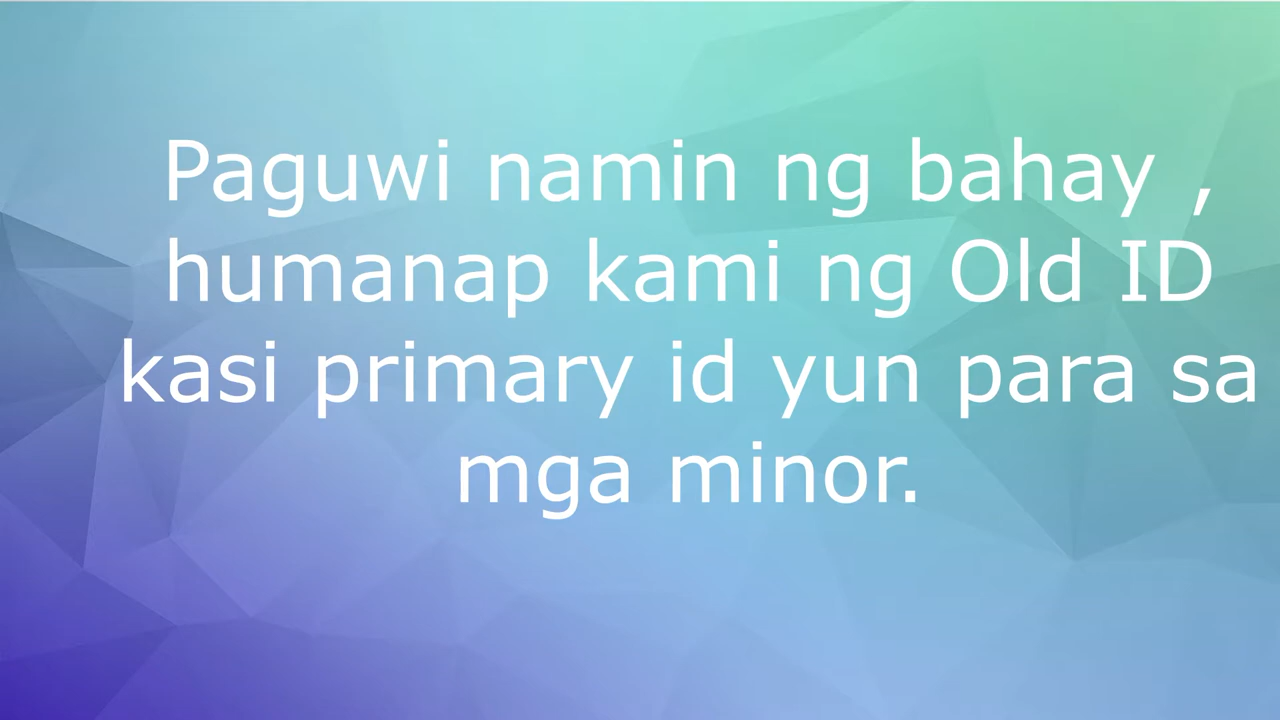 Paguwi namin ng bahay ,
humanap kami ng Old ID
kasi primary id yun para sa
mga minor.